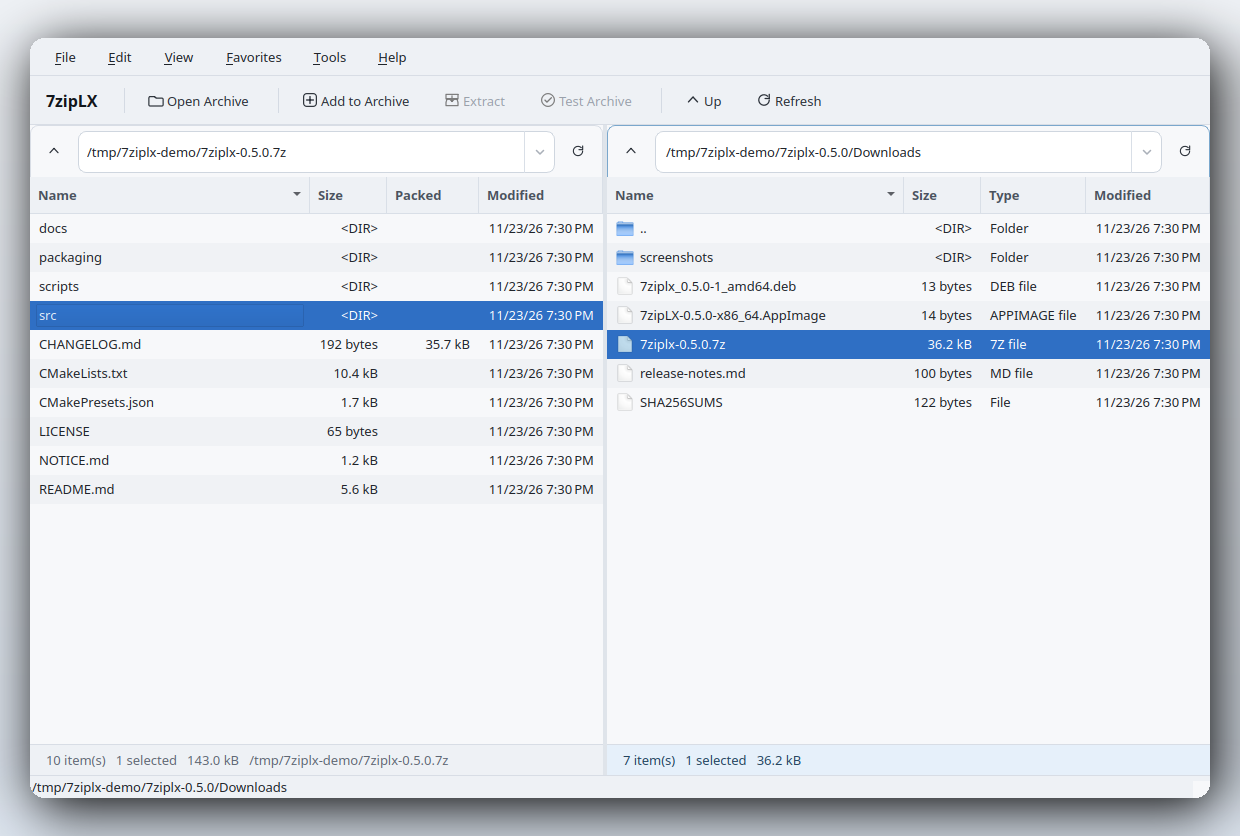 File Edit View Favorites Tools Help
7zipLX Open Archive Add to Archive Extract Test Archive Up Refresh
/tmp/7ziplx-demo/7ziplx-0.5.0.7z
Name Size Packed Modified
docs <DIR> 11/23/26 7:30 PM
packaging <DIR> 11/23/26 7:30 PM
scripts <DIR> 11/23/26 7:30 PM
src <DIR> 11/23/26 7:30 PM
CHANGELOG.md 192 bytes 35.7 kB 11/23/26 7:30 PM
CMakeLists.txt 10.4 kB 11/23/26 7:30 PM
CMakePresets.json 1.7 kB 11/23/26 7:30 PM
LICENSE 65 bytes 11/23/26 7:30 PM
NOTICE.md 1.2 kB 11/23/26 7:30 PM
README.md 5.6 kB 11/23/26 7:30 PM
10 item(s) 1 selected 143.0 kB /tmp/7ziplx-demo/7ziplx-0.5.0.7z
/tmp/7ziplx-demo/7ziplx-0.5.0/Downloads
Name Size Type Modified
.. <DIR> Folder 11/23/26 7:30 PM
screenshots <DIR> Folder 11/23/26 7:30 PM
7ziplx_0.5.0-1_amd64.deb 13 bytes DEB file 11/23/26 7:30 PM
7zipLX-0.5.0-x86_64.AppImage 14 bytes APPIMAGE file 11/23/26 7:30 PM
7ziplx-0.5.0.7z 36.2 kB 7Z file 11/23/26 7:30 PM
release-notes.md 100 bytes MD file 11/23/26 7:30 PM
SHA256SUMS 122 bytes File 11/23/26 7:30 PM
7 item(s) 1 selected 36.2 kB
/tmp/7ziplx-demo/7ziplx-0.5.0/Downloads